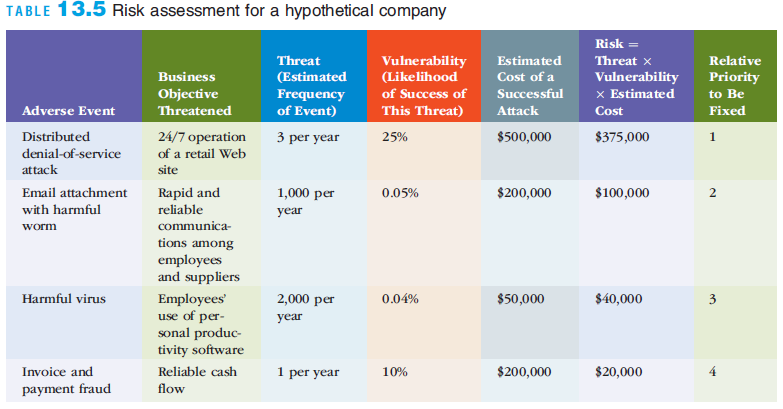 TABLE 13.5 Risk assessment for a hypothetical company
Adverse Event
Business
Objective
Threatened
Threat
(Estimated
Frequency
of Event)
Vulnerability
(Likelihood
of Success of
This Threat)
Estimated
Cost of a
Successful
Attack
Risk =
Threat ×
Vulnerability
× Estimated
Cost
Relative
Priority
to Be
Fixed
Distributed
denial-of-service
attack
24/7 operation
of a retail Web
site
3 per year
25%
$500,000
$375,000
1
Email attachment
with harmful
worm
Rapid and
reliable
communica-
tions among
employees
and suppliers
1,000 per
year
0.05%
$200,000
$100,000
2
Harmful virus
Employees'
use of per-
sonal produc-
tivity software
2,000 per
year
0.04%
$50,000
$40,000
3
Invoice and
payment fraud
Reliable cash
flow
1 per year
10%
$200,000
$20,000
4